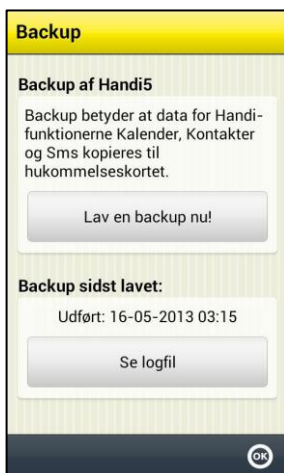 Backup
Backup af Handi5
Backup betyder at data for Handi-
funktionerne Kalender, Kontakter
og Sms kopieres til
hukommelseskortet.
Lav en backup nu!
Backup sidst lavet:
Udført: 16-05-2013 03:15
Se logfil
OK